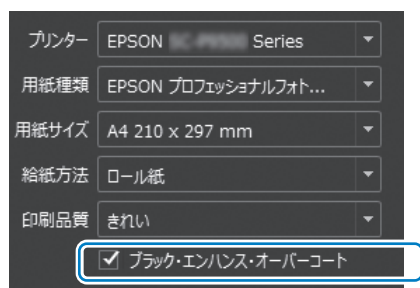 プリンター EPSON Series
用紙種類 EPSON プロフェッショナルフォト...
用紙サイズ A4 210 x 297 mm
給紙方法 ロール紙
印刷品質 きれい
ブラック・エンハンス・オーバーコート